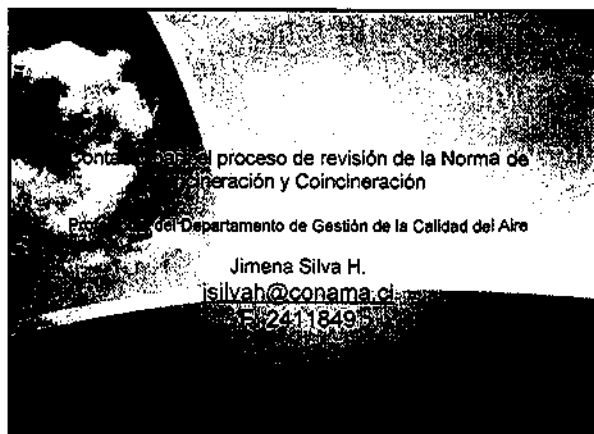 el proceso de revisión de la Norma de
y Coincineración
del Departamento de Gestión de la Calidad del Aire
Jimena Silva H.
jsilvah@conama.cl
F. 2411849